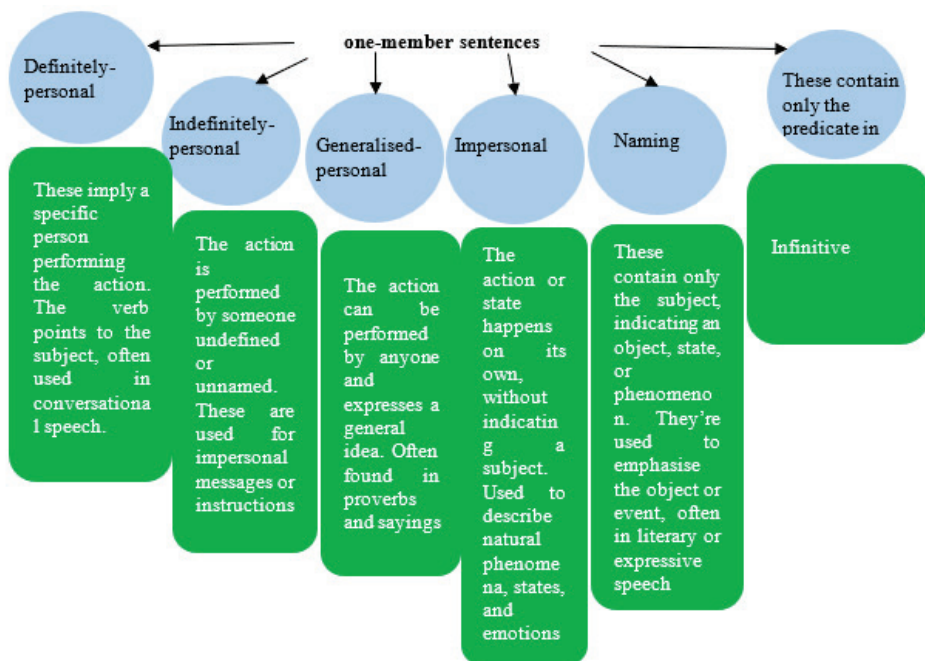 one-member sentences
Definitely-
personal
These imply a
specific
person
performing
the action.
The verb
points to the
subject, often
used in
conversationa
l speech.
Indefinitely-
personal
The action
is
performed
by someone
undefined
or
unnamed.
These are
used for
impersonal
messages or
instructions
Generalised-
personal
The action
can be
performed
by anyone
and
expresses a
general
idea. Often
found in
proverbs
and sayings
Impersonal
The
action or
state
happens
on its
own,
without
indicatin
g a
subject.
Used to
describe
natural
phenome
na, states,
and
emotions
Naming
These
contain only
the subject,
indicating an
object, state,
or
phenomeno
n. They’re
used to
emphasise
the object or
event, often
in literary or
expressive
speech
These contain
only the
predicate in
Infinitive